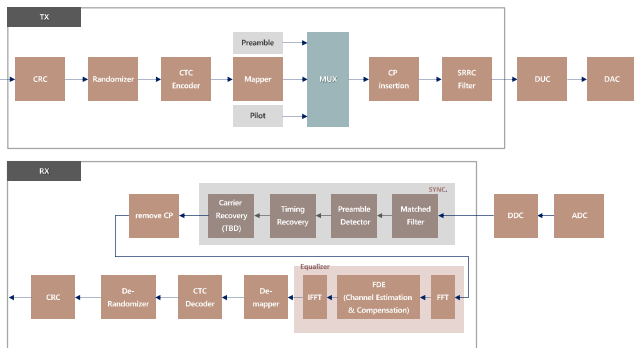 TX
Preamble
CRC
Randomizer
CTC
Encoder
Mapper
MUX
CP
insertion
SRRC
Filter
DUC
DAC
Pilot
RX
SYNC.
remove CP
Carrier
Recovery
(TBD)
Timing
Recovery
Preamble
Detector
Matched
Filter
DDC
ADC
Equalizer
CRC
De-
Randomizer
CTC
Decoder
De-
mapper
IFFT
FDE
(Channel Estimation
& Compensation)
FFT